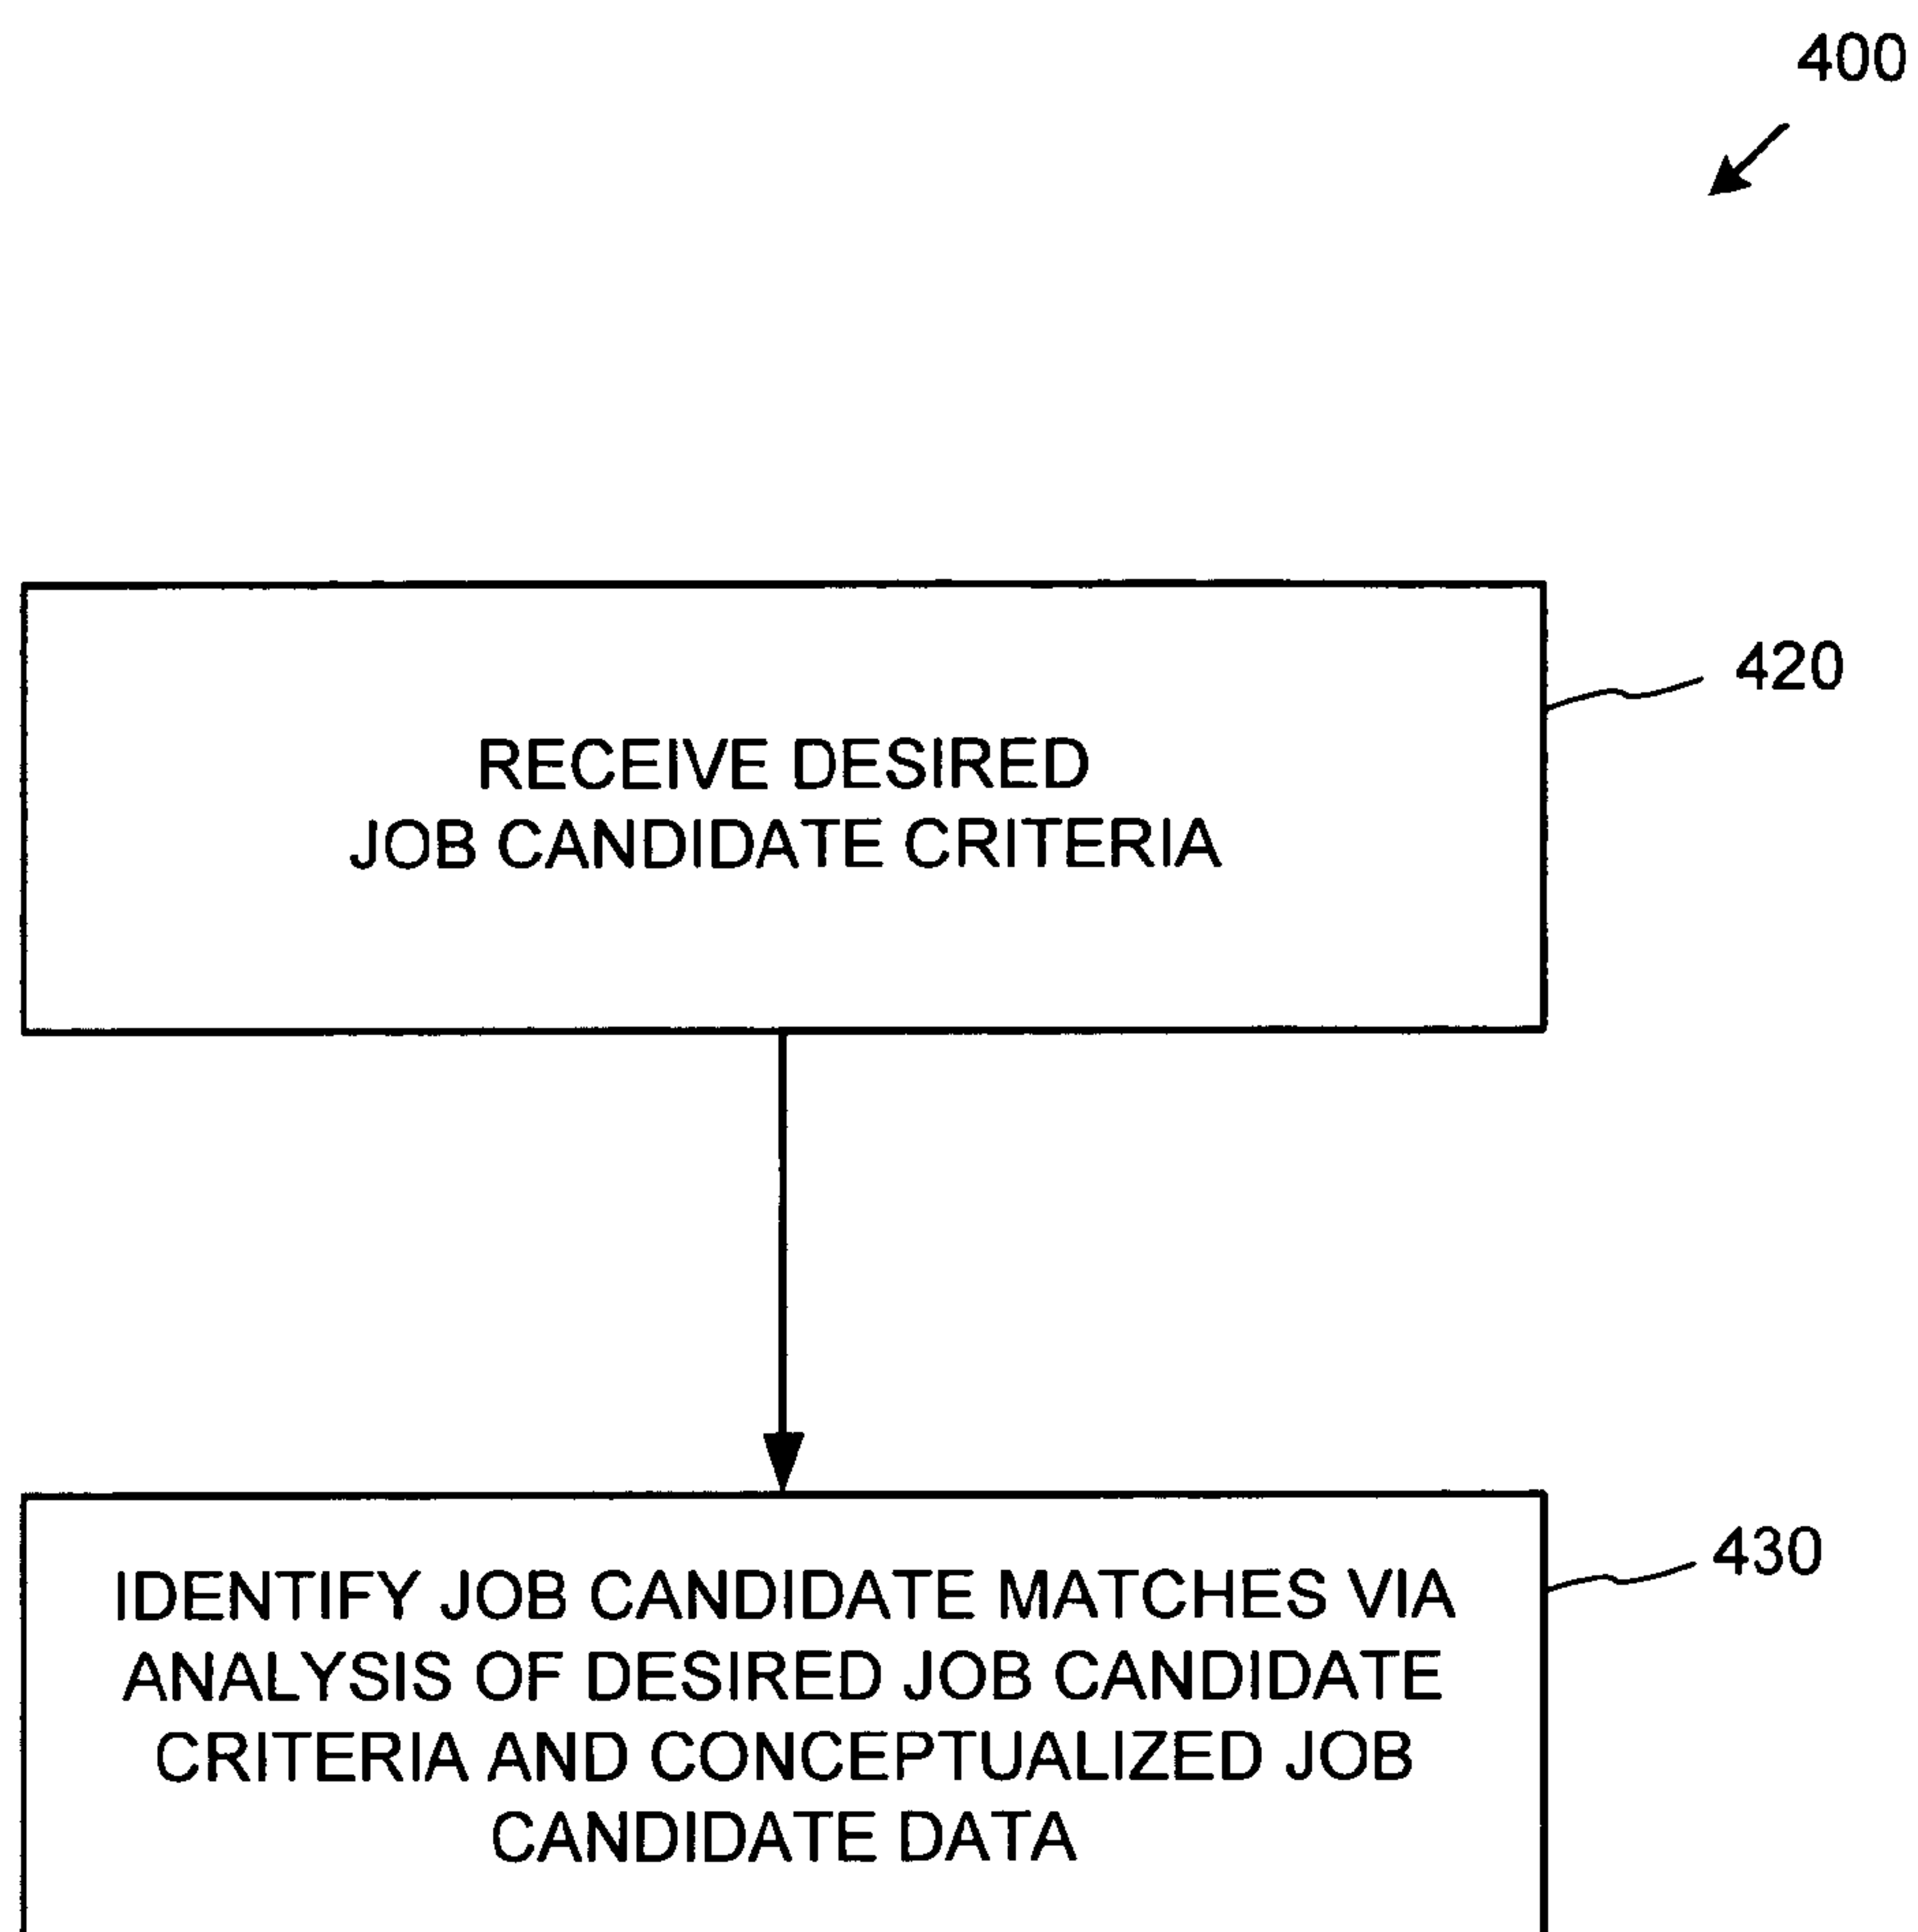 400
420
RECEIVE DESIRED
JOB CANDIDATE CRITERIA
430
IDENTIFY JOB CANDIDATE MATCHES VIA
ANALYSIS OF DESIRED JOB CANDIDATE
CRITERIA AND CONCEPTUALIZED JOB
CANDIDATE DATA